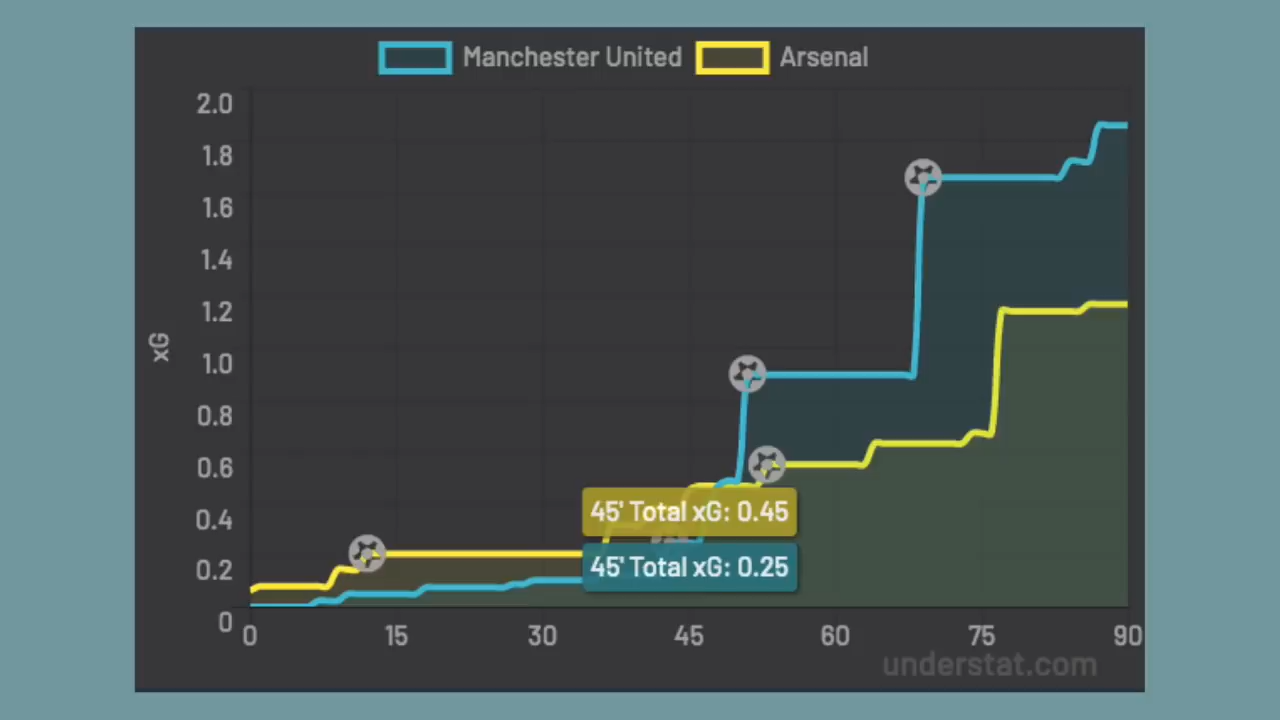 Manchester United Arsenal
2.0
1.8
1.6
1.4
1.2
1.0
0.8
0.6
0.4
0.2
0
xG
45' Total xG: 0.45
45' Total xG: 0.25
0 15 30 45 60 75 90
understat.com